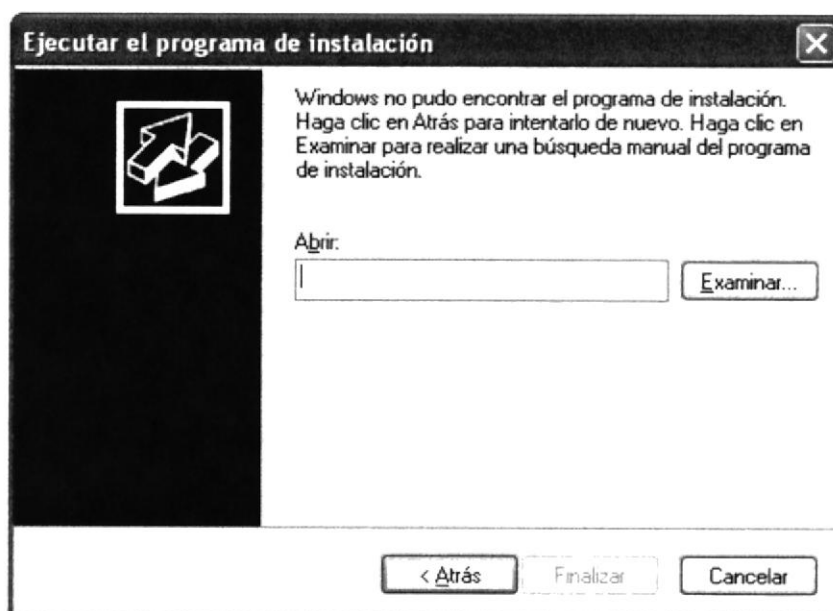 Ejecutar el programa de instalación
Windows no pudo encontrar el programa de instalación.
Haga clic en Atrás para intentarlo de nuevo. Haga clic en
Examinar para realizar una búsqueda manual del programa
de instalación.
Abrir:
Examinar...
< Atrás
Finalizar
Cancelar